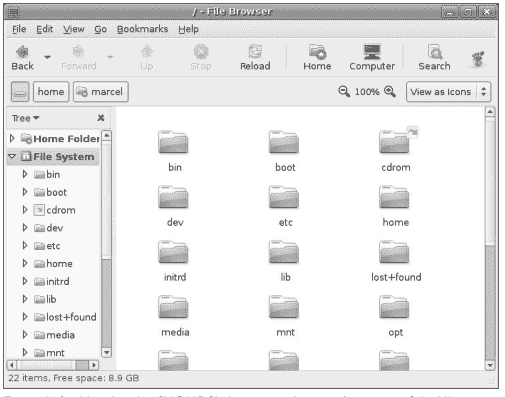 / - File Browser
File Edit View Go Bookmarks Help
Back Forward Up Stop Reload Home Computer Search
home marcel 100% View as Icons
Tree
Home Folder
File System
bin
boot
cdrom
dev
etc
home
initrd
lib
lost+found
media
mnt
bin boot cdrom
dev etc home
initrd lib lost+found
media mnt opt
22 items, Free space: 8.9 GB